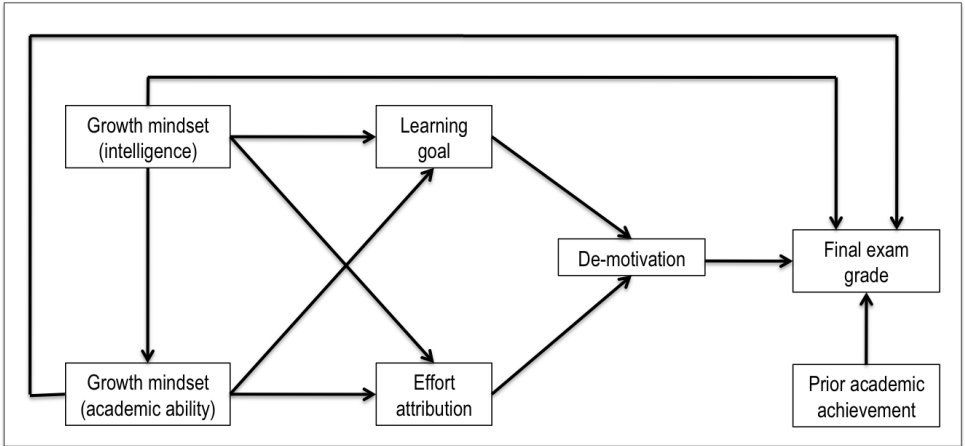 Growth mindset
(intelligence)
Learning
goal
De-motivation
Final exam
grade
Growth mindset
(academic ability)
Effort
attribution
Prior academic
achievement